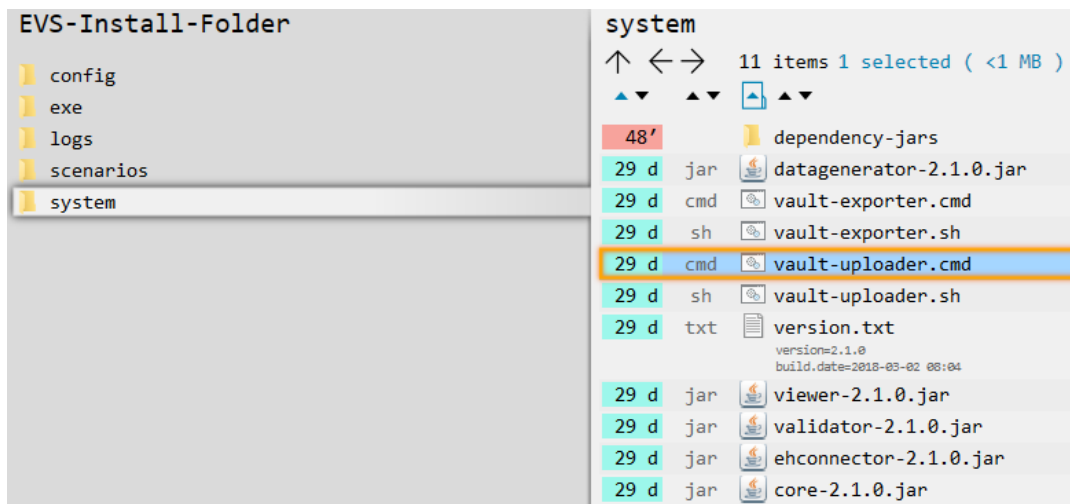 EVS-Install-Folder
config
exe
logs
scenarios
system
system
11 items 1 selected ( <1 MB )
48′ dependency-jars
29 d jar datagenerator-2.1.0.jar
29 d cmd vault-exporter.cmd
29 d sh vault-exporter.sh
29 d cmd vault-uploader.cmd
29 d sh vault-uploader.sh
29 d txt version.txt
version=2.1.0
build.date=2018-03-02 08:04
29 d jar viewer-2.1.0.jar
29 d jar validator-2.1.0.jar
29 d jar ehconnector-2.1.0.jar
29 d jar core-2.1.0.jar